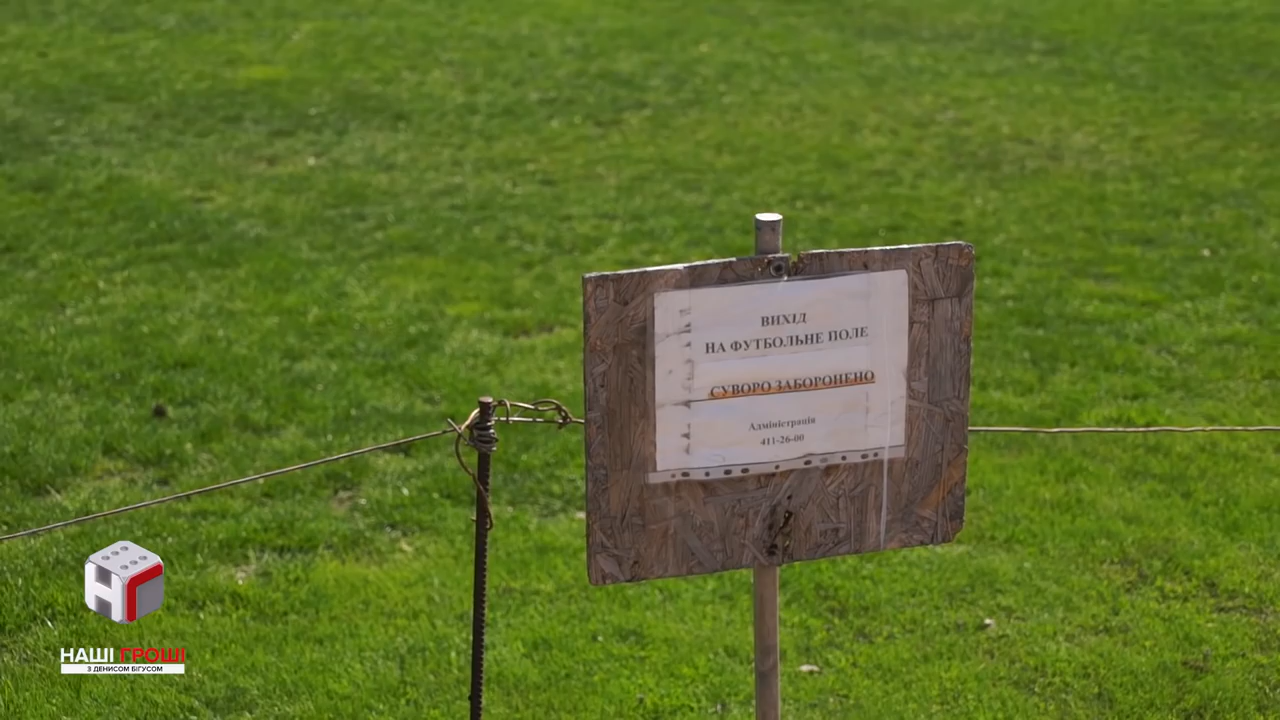 ВИХІД
НА ФУТБОЛЬНЕ ПОЛЕ
СУВОРО ЗАБОРОНЕНО
Адміністрація
411-26-00
НАШІ ГРОШІ
З ДЕНИСОМ БІГУСОМ